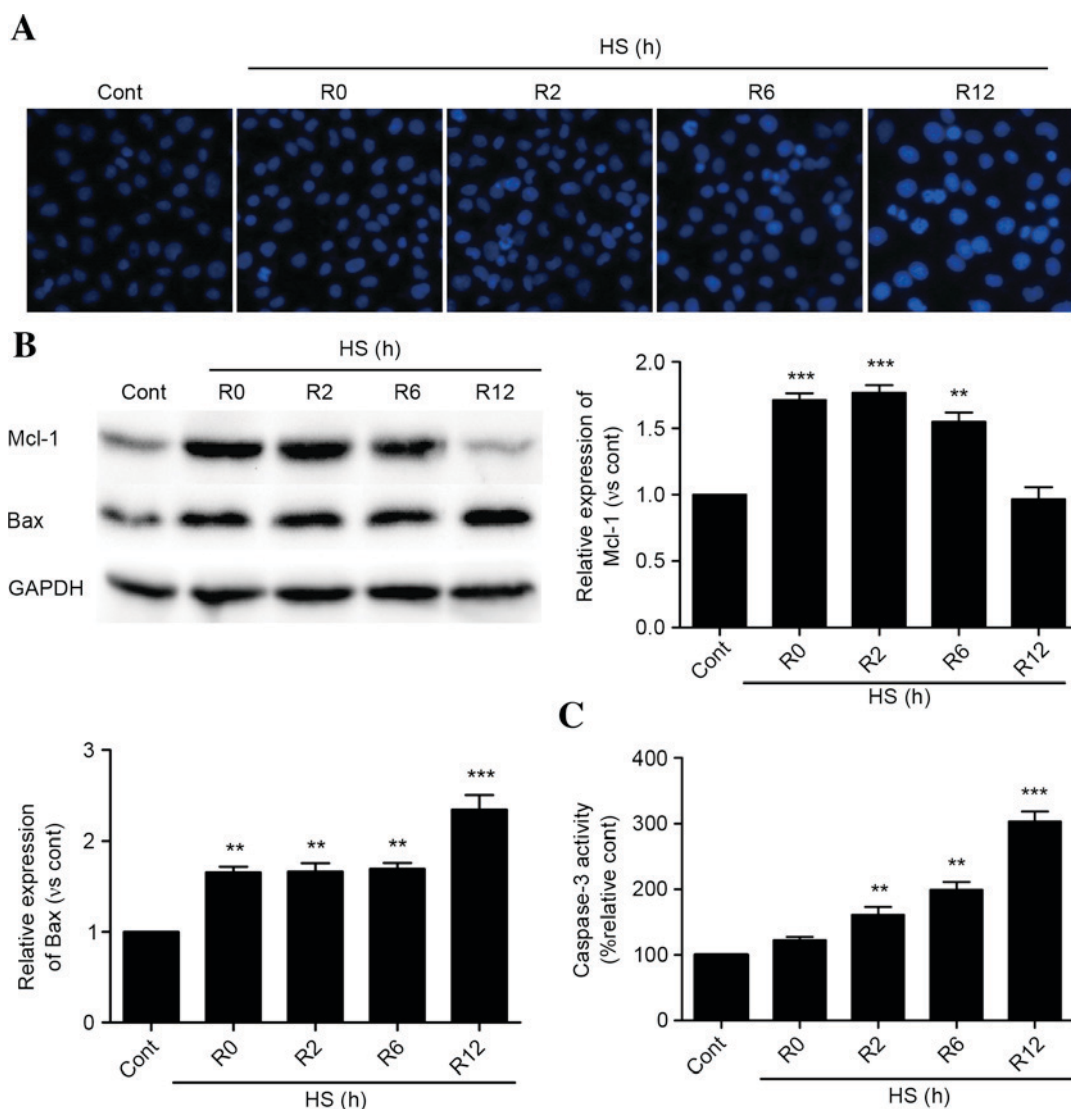 A
HS (h)
Cont R0 R2 R6 R12
B
HS (h)
Cont R0 R2 R6 R12
Mcl-1
Bax
GAPDH
Relative expression of
Mcl-1 (vs cont)
2.0
1.5
1.0
0.5
0.0
*** *** **
Cont R0 R2 R6 R12
HS (h)
Relative expression
of Bax (vs cont)
3
2
1
0
** ** ** ***
Cont R0 R2 R6 R12
HS (h)
C
Caspase-3 activity
(%relative cont)
400
300
200
100
0
** ** ***
Cont R0 R2 R6 R12
HS (h)